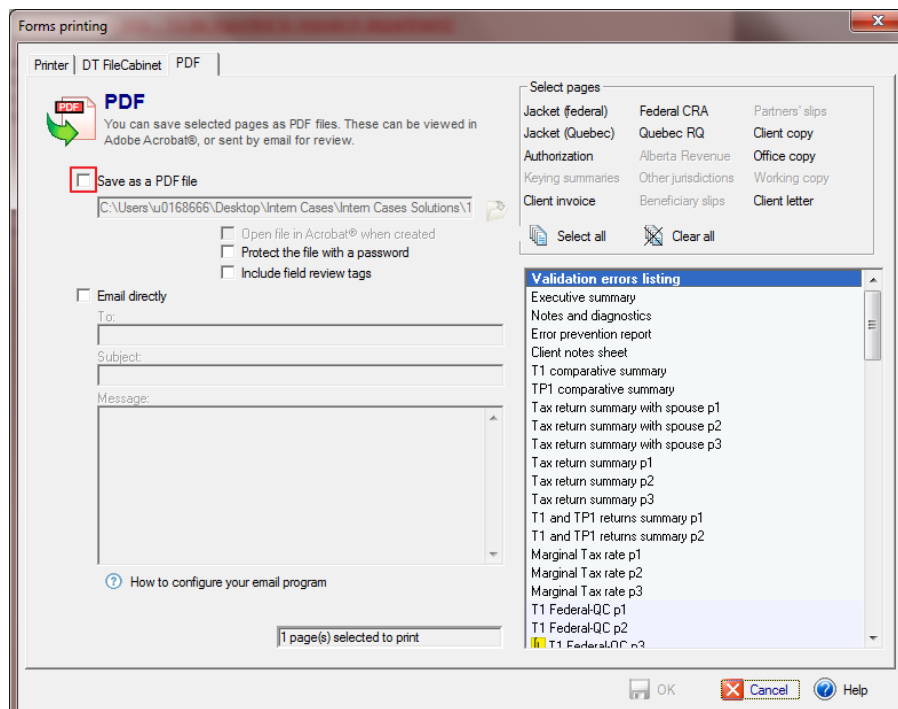 Forms printing
Printer
DT FileCabinet
PDF
PDF
PDF
You can save selected pages as PDF files. These can be viewed in
Adobe Acrobat®, or sent by email for review.
Save as a PDF file
C:\Users\u0168666\Desktop\Intern Cases\Intern Cases Solutions\1
Open file in Acrobat® when created
Protect the file with a password
Include field review tags
Email directly
To:
Subject:
Message:
How to configure your email program
1 page(s) selected to print
Select pages
Jacket (federal) Federal CRA Partners' slips
Jacket (Quebec) Quebec RQ Client copy
Authorization Alberta Revenue Office copy
Keying summaries Other jurisdictions Working copy
Client invoice Beneficiary slips Client letter
Select all Clear all
Validation errors listing
Executive summary
Notes and diagnostics
Error prevention report
Client notes sheet
T1 comparative summary
TP1 comparative summary
Tax return summary with spouse p1
Tax return summary with spouse p2
Tax return summary with spouse p3
Tax return summary p1
Tax return summary p2
Tax return summary p3
T1 and TP1 returns summary p1
T1 and TP1 returns summary p2
Marginal Tax rate p1
Marginal Tax rate p2
Marginal Tax rate p3
T1 Federal-QC p1
T1 Federal-QC p2
T1 Federal-QC p3
OK Cancel Help